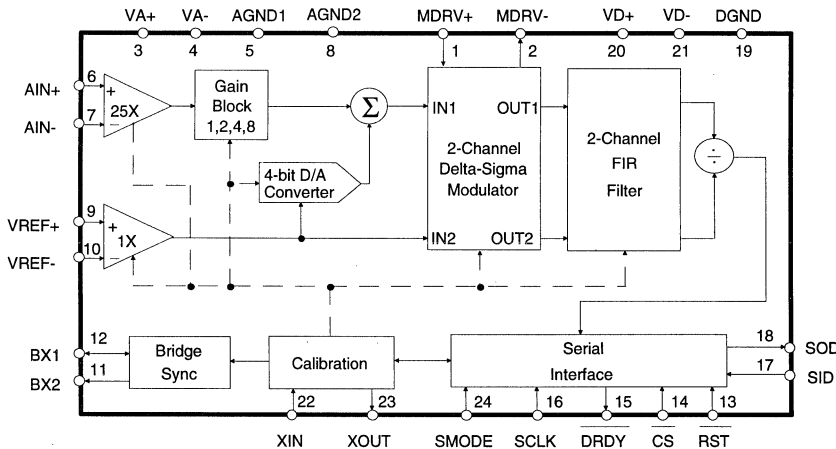 VA+ VA- AGND1 AGND2 MDRV+ MDRV- VD+ VD- DGND
3 4 5 8 1 2 20 21 19
AIN+ 6
AIN- 7
+
25X
−
Gain
Block
1,2,4,8
Σ
IN1 OUT1
2-Channel
Delta-Sigma
Modulator
IN2 OUT2
2-Channel
FIR
Filter
÷
4-bit D/A
Converter
VREF+ 9
VREF- 10
+
1X
−
BX1 12
BX2 11
Bridge
Sync
Calibration
Serial
Interface
18 SOD
17 SID
22 23 24 16 15 14 13
XIN XOUT SMODE SCLK DRDY CS RST